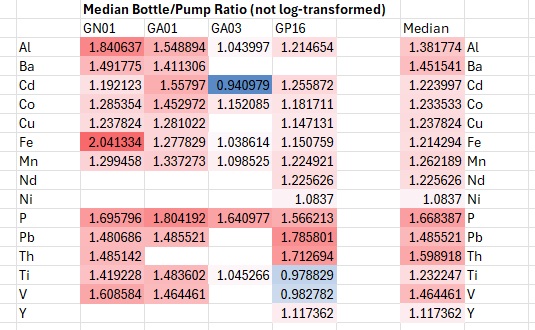 Median Bottle/Pump Ratio (not log-transformed)
GN01 GA01 GA03 GP16 Median
Al 1.840637 1.548894 1.043997 1.214654 1.381774 Al
Ba 1.491775 1.411306 1.451541 Ba
Cd 1.192123 1.55797 0.940979 1.255872 1.223997 Cd
Co 1.285354 1.452972 1.152085 1.181711 1.233533 Co
Cu 1.237824 1.281022 1.147131 1.237824 Cu
Fe 2.041334 1.277829 1.038614 1.150759 1.214294 Fe
Mn 1.299458 1.337273 1.098525 1.224921 1.262189 Mn
Nd 1.225626 1.225626 Nd
Ni 1.0837 1.0837 Ni
P 1.695796 1.804192 1.640977 1.566213 1.668387 P
Pb 1.480686 1.485521 1.785801 1.485521 Pb
Th 1.485142 1.712694 1.598918 Th
Ti 1.419228 1.483602 1.045266 0.978829 1.232247 Ti
V 1.608584 1.464461 0.982782 1.464461 V
Y 1.117362 1.117362 Y